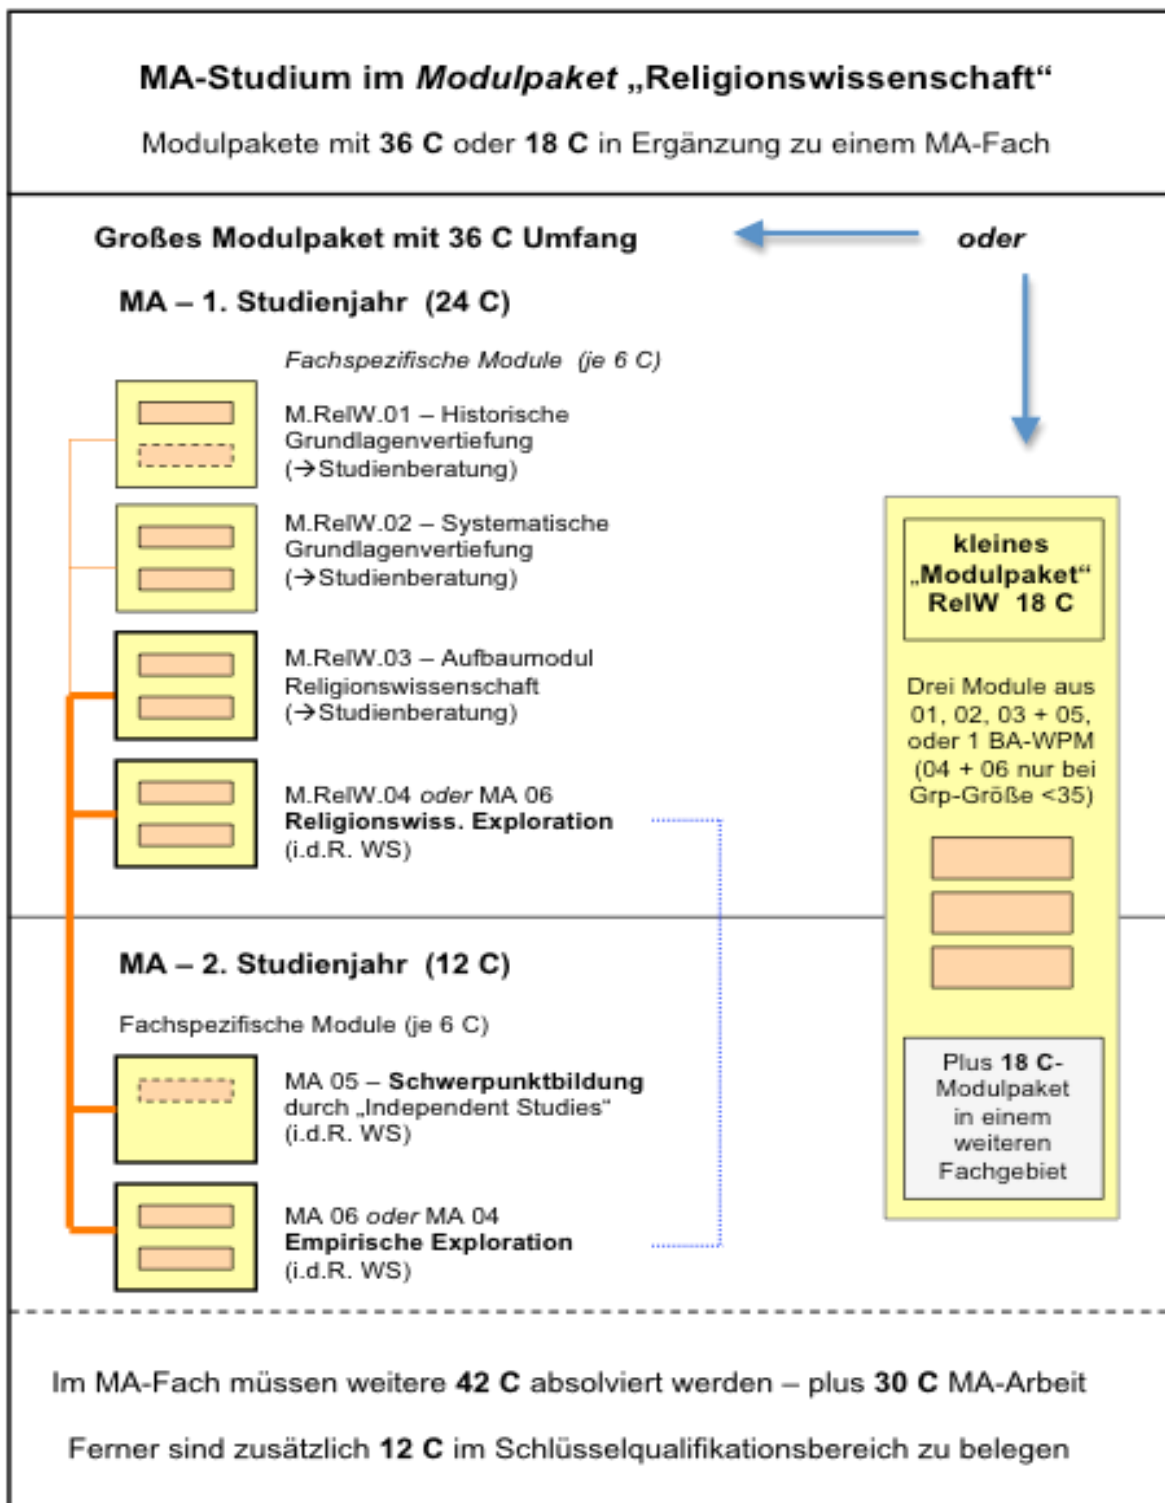 MA-Studium im Modulpaket „Religionswissenschaft“
Modulpakete mit 36 C oder 18 C in Ergänzung zu einem MA-Fach
Großes Modulpaket mit 36 C Umfang
oder
MA – 1. Studienjahr (24 C)
Fachspezifische Module (je 6 C)
M.RelW.01 – Historische
Grundlagenvertiefung
(→Studienberatung)
M.RelW.02 – Systematische
Grundlagenvertiefung
(→Studienberatung)
M.RelW.03 – Aufbaumodul
Religionswissenschaft
(→Studienberatung)
M.RelW.04 oder MA 06
Religionswiss. Exploration
(i.d.R. WS)
MA – 2. Studienjahr (12 C)
Fachspezifische Module (je 6 C)
MA 05 – Schwerpunktbildung
durch „Independent Studies“
(i.d.R. WS)
MA 06 oder MA 04
Empirische Exploration
(i.d.R. WS)
kleines
„Modulpaket“
RelW 18 C
Drei Module aus
01, 02, 03 + 05,
oder 1 BA-WPM
(04 + 06 nur bei
Grp-Größe <35)
Plus 18 C-
Modulpaket
in einem
weiteren
Fachgebiet
Im MA-Fach müssen weitere 42 C absolviert werden – plus 30 C MA-Arbeit
Ferner sind zusätzlich 12 C im Schlüsselqualifikationsbereich zu belegen